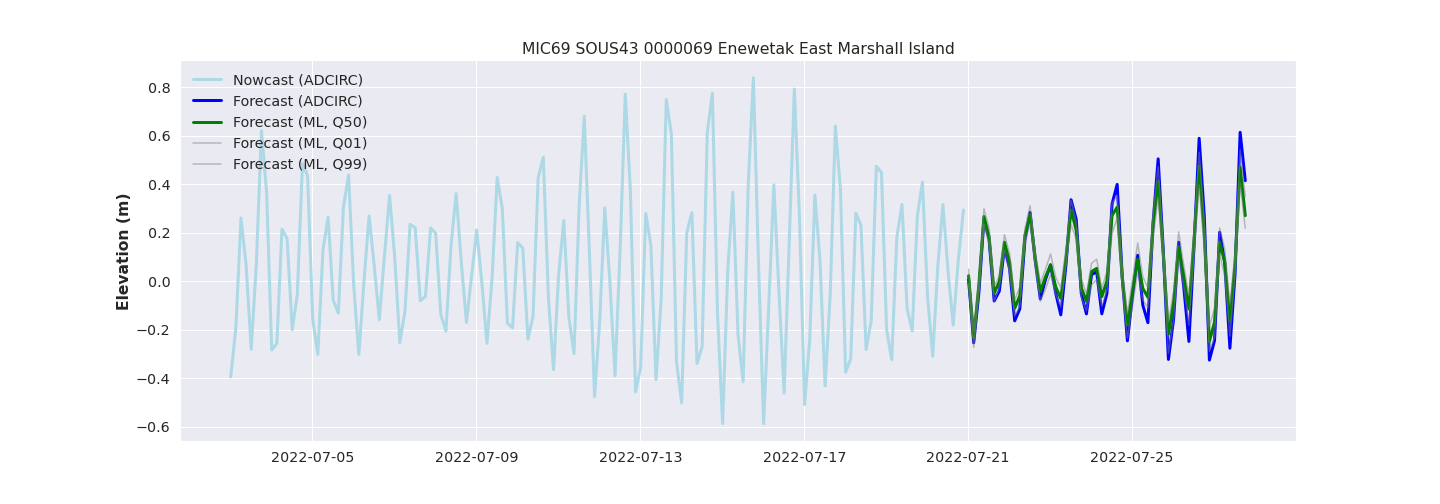 MIC69 SOUS43 0000069 Enewetak East Marshall Island
Nowcast (ADCIRC)
Forecast (ADCIRC)
Forecast (ML, Q50)
Forecast (ML, Q01)
Forecast (ML, Q99)
Elevation (m)
0.8
0.6
0.4
0.2
0.0
−0.2
−0.4
−0.6
2022-07-05
2022-07-09
2022-07-13
2022-07-17
2022-07-21
2022-07-25